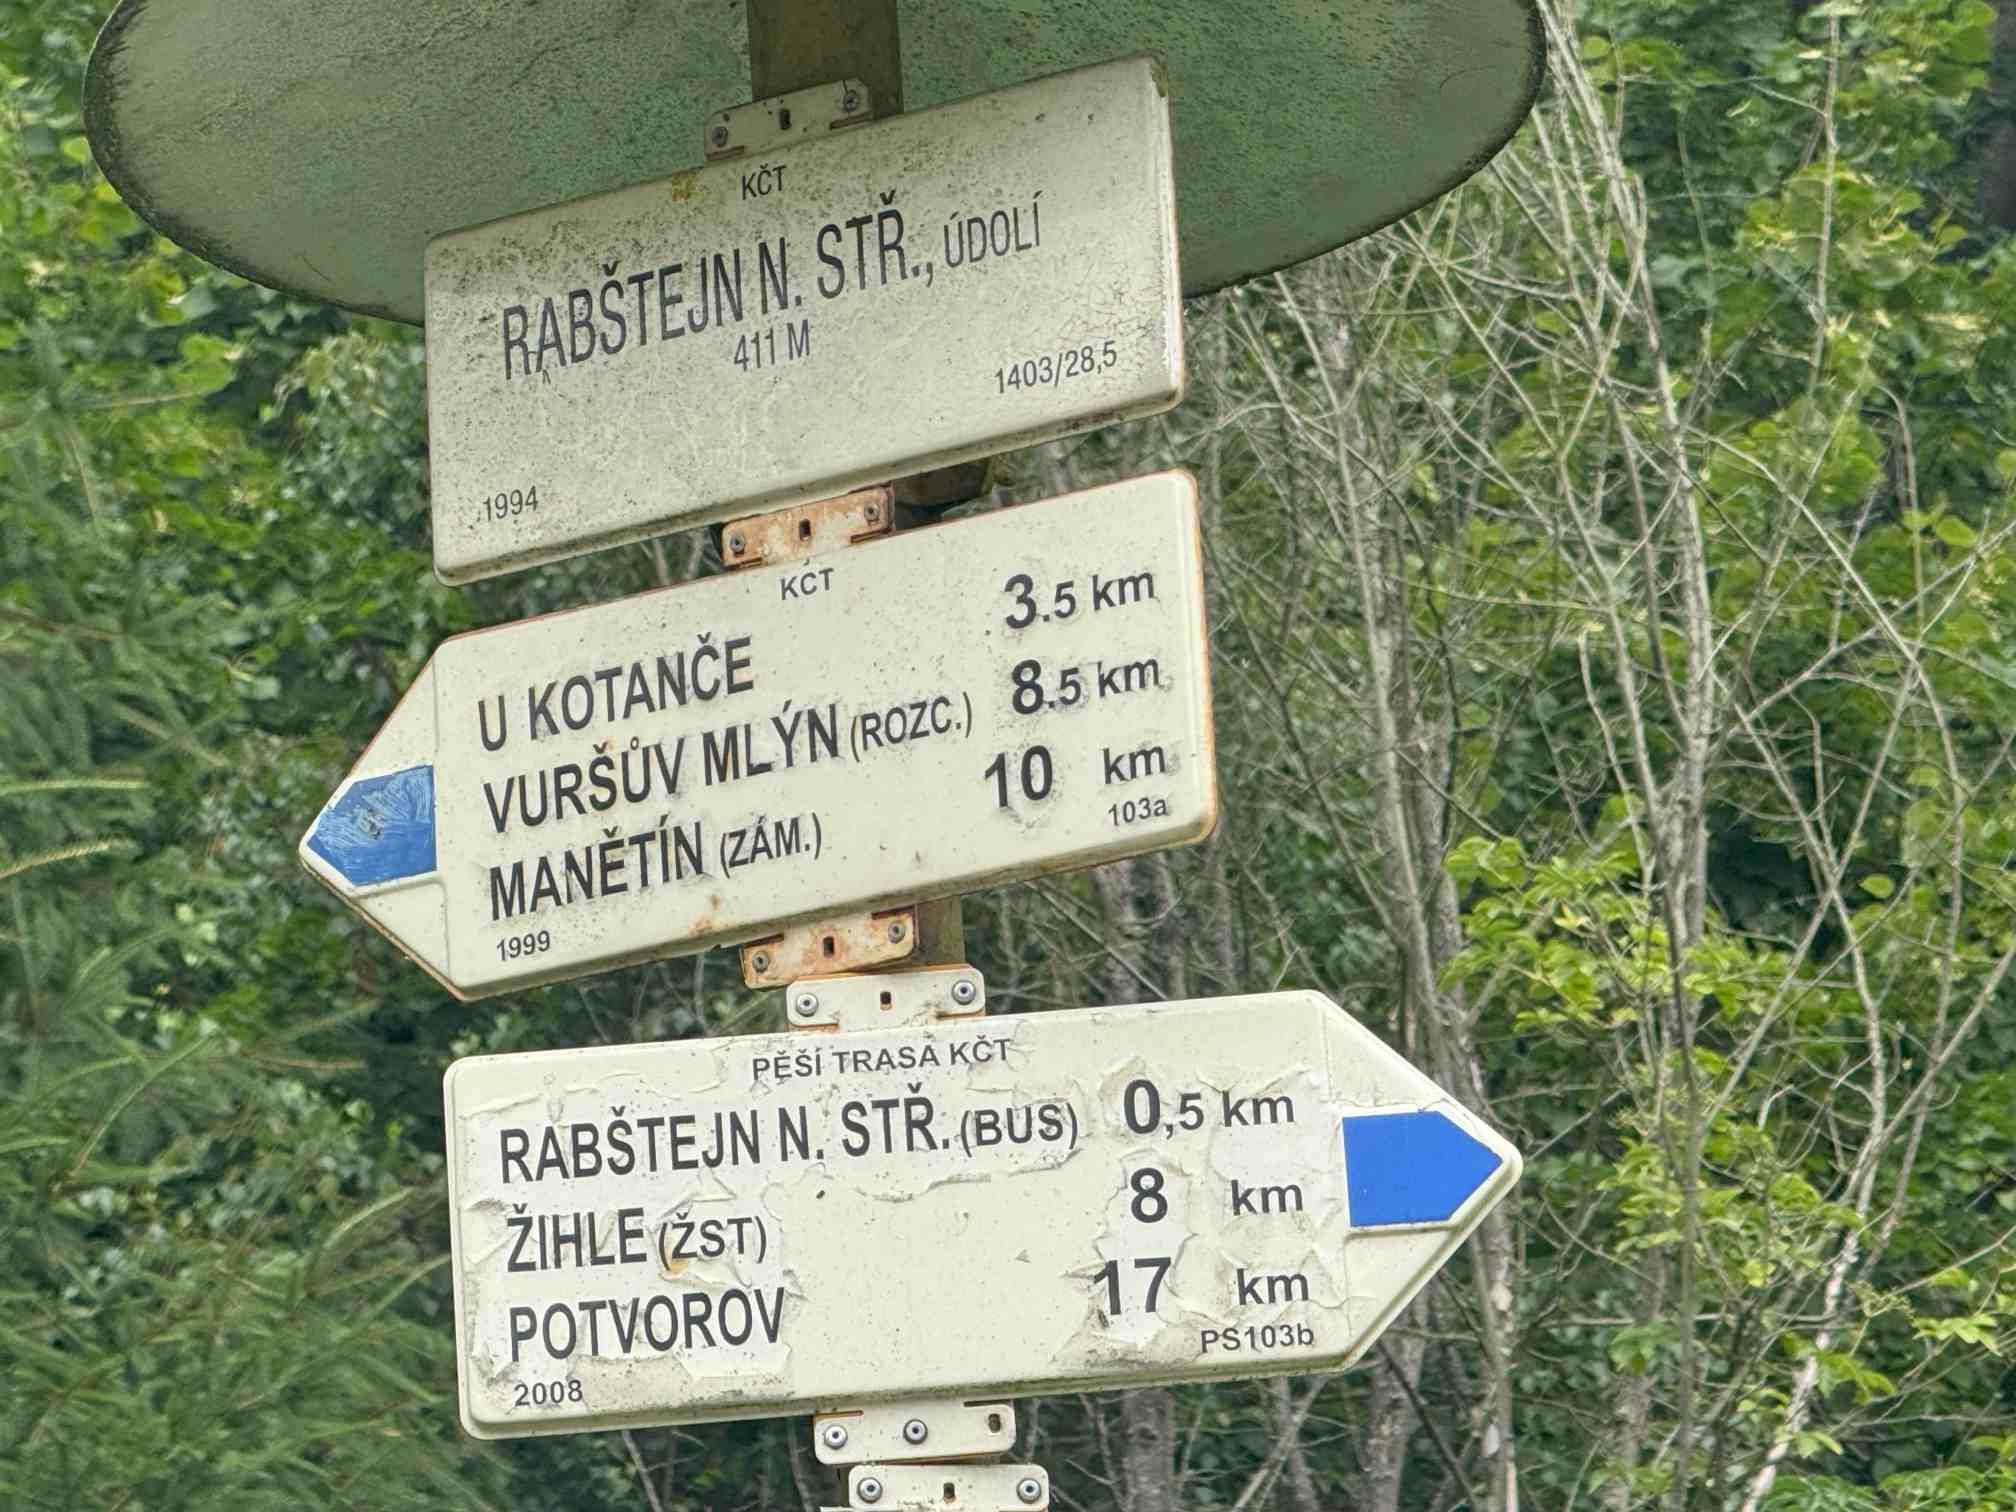 KČT
RABŠTEJN N. STŘ., ÚDOLÍ
411 M
1403/28,5
1994
KČT
U KOTANČE 3.5 km
VURŠŮV MLÝN (ROZC.) 8.5 km
MANĚTÍN (ZÁM.) 10 km
103a
1999
PĚŠÍ TRASA KČT
RABŠTEJN N. STŘ. (BUS) 0,5 km
ŽIHLE (ŽST) 8 km
POTVOROV 17 km
PS103b
2008